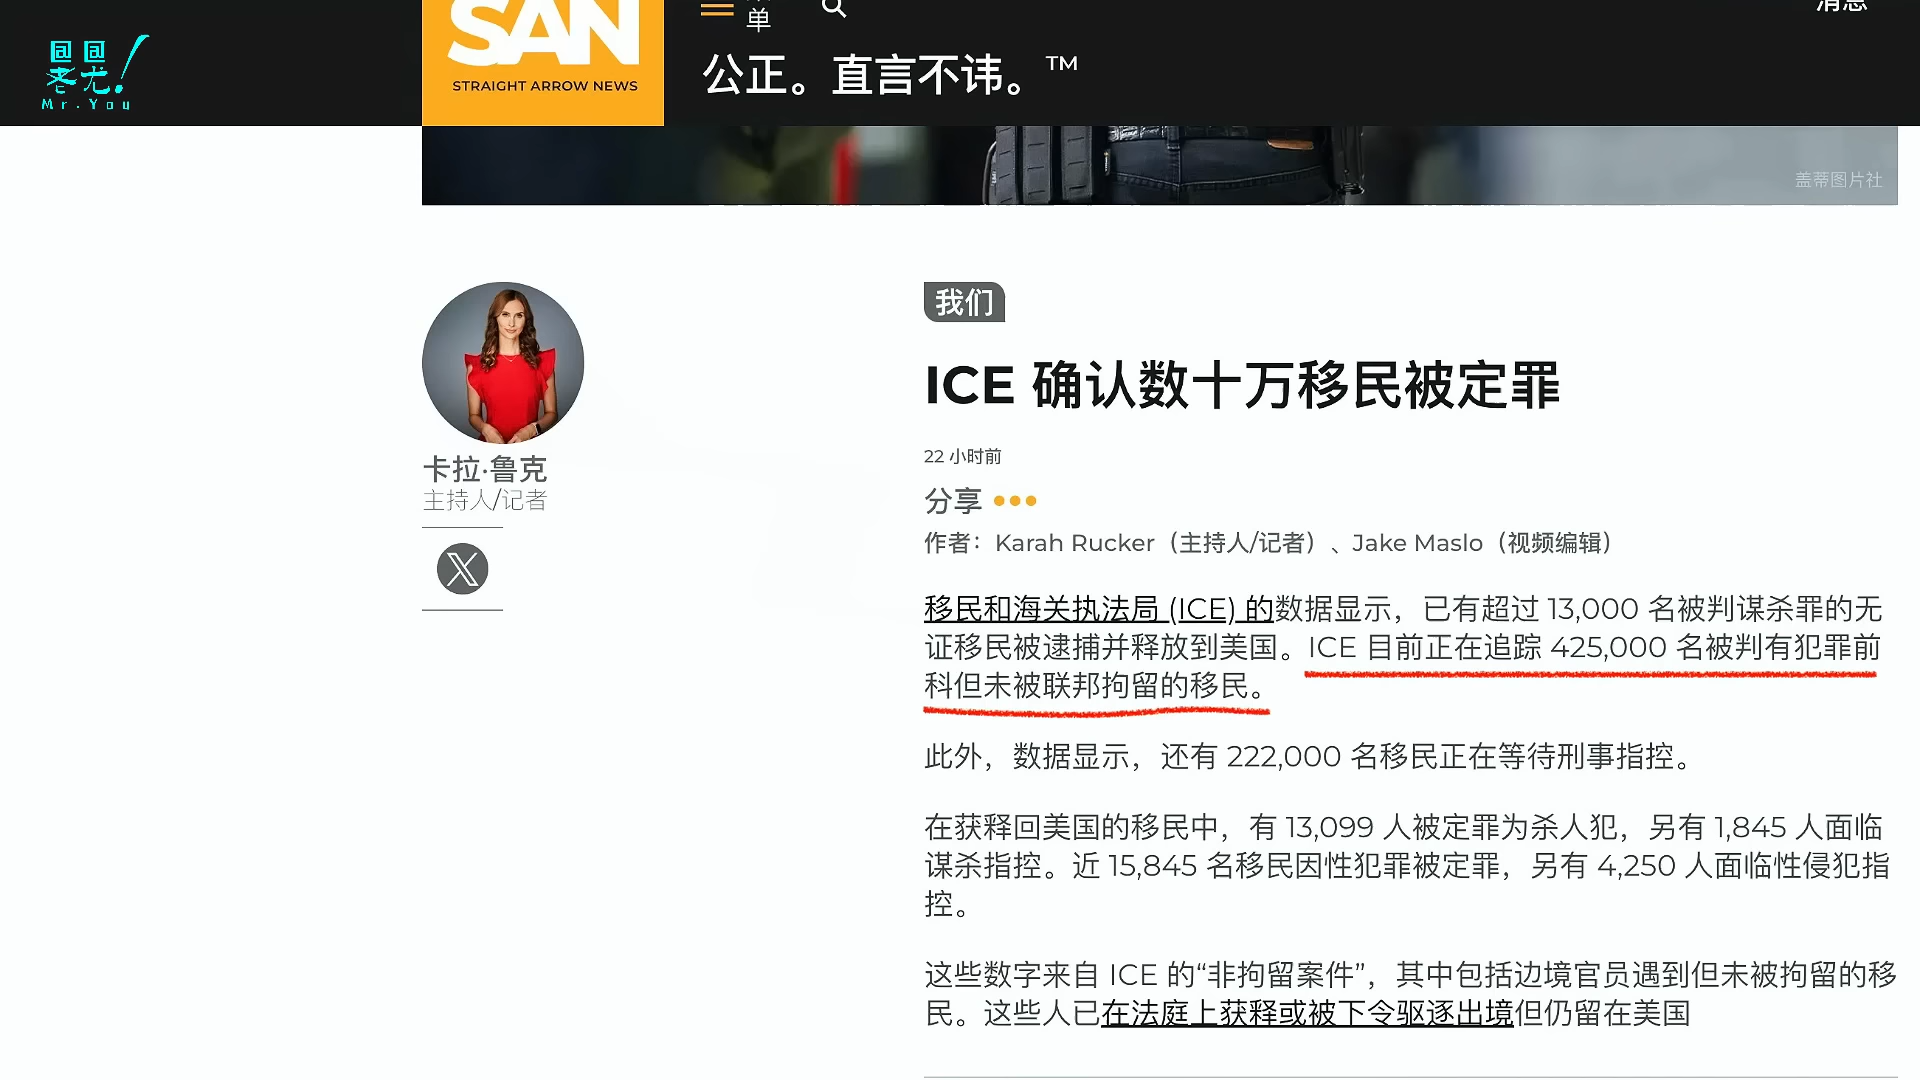 消息
单
SAN
STRAIGHT ARROW NEWS
公正。直言不讳。™
Mr.You
盖蒂图片社
我们
ICE 确认数十万移民被定罪
22 小时前
分享
卡拉·鲁克
主持人/记者
作者：Karah Rucker（主持人/记者）、Jake Maslo（视频编辑）
移民和海关执法局 (ICE) 的数据显示，已有超过 13,000 名被判谋杀罪的无
证移民被逮捕并释放到美国。ICE 目前正在追踪 425,000 名被判有犯罪前
科但未被联邦拘留的移民。
此外，数据显示，还有 222,000 名移民正在等待刑事指控。
在获释回美国的移民中，有 13,099 人被定罪为杀人犯，另有 1,845 人面临
谋杀指控。近 15,845 名移民因性犯罪被定罪，另有 4,250 人面临性侵犯指
控。
这些数字来自 ICE 的“非拘留案件”，其中包括边境官员遇到但未被拘留的移
民。这些人已在法庭上获释或被下令驱逐出境但仍留在美国